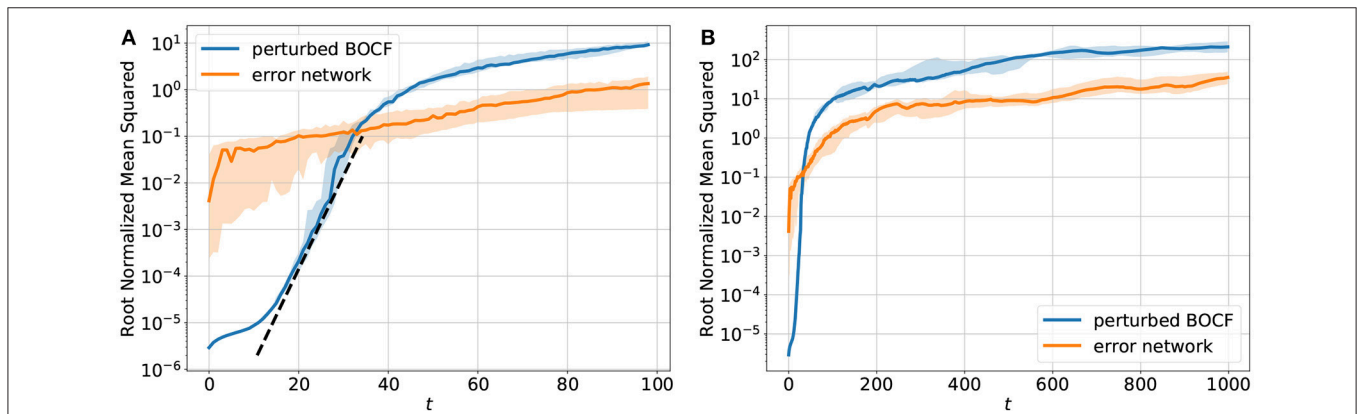 A
perturbed BOCF
error network
Root Normalized Mean Squared
10^1
10^0
10^-1
10^-2
10^-3
10^-4
10^-5
10^-6
0 20 40 60 80 100
t
B
Root Normalized Mean Squared
10^2
10^1
10^0
10^-1
10^-2
10^-3
10^-4
10^-5
perturbed BOCF
error network
0 200 400 600 800 1000
t